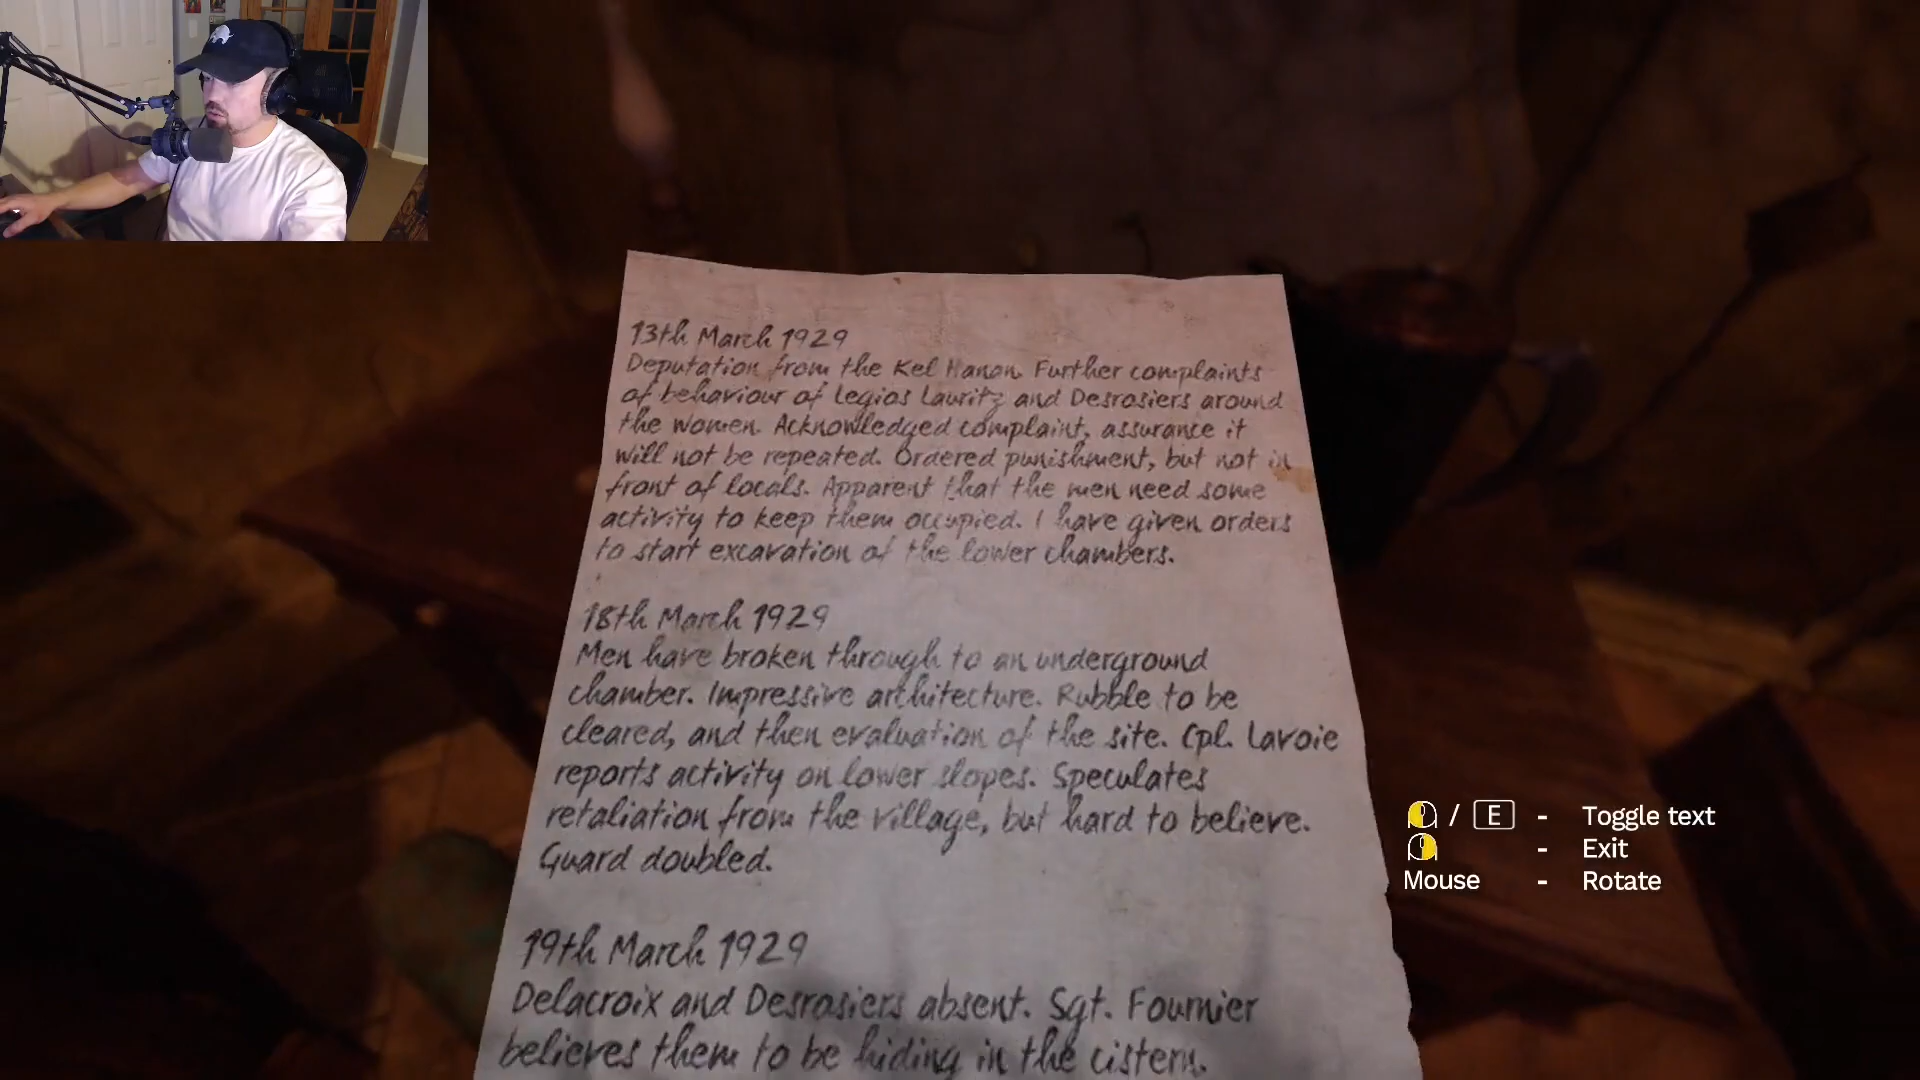 13th March 1929
Deputation from the Kel Hanan. Further complaints
of behaviour of Legios Lauritz and Desrosiers around
the women. Acknowledged complaint, assurance it
will not be repeated. Ordered punishment, but not in
front of locals. Apparent that the men need some
activity to keep them occupied. I have given orders
to start excavation of the lower chambers.
18th March 1929
Men have broken through to an underground
chamber. Impressive architecture. Rubble to be
cleared, and then evaluation of the site. Cpl. Lavoie
reports activity on lower slopes. Speculates
retaliation from the village, but hard to believe.
Guard doubled.
19th March 1929
Delacroix and Desrosiers absent. Sgt. Fournier
believes them to be hiding in the cistern.
/ E - Toggle text
- Exit
Mouse - Rotate